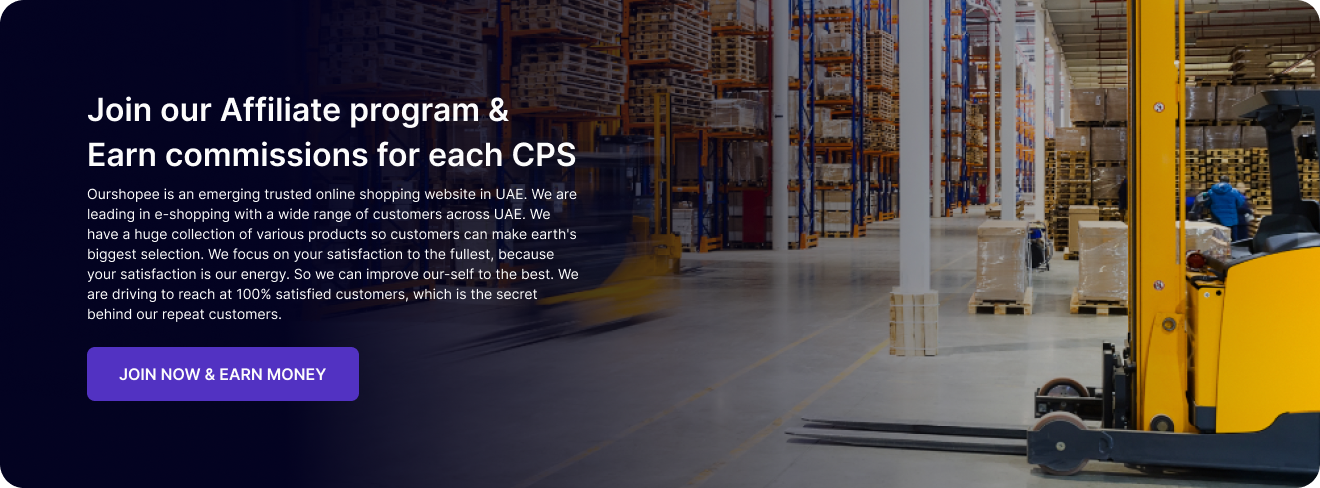 Join our Affiliate program &
Earn commissions for each CPS
Ourshopee is an emerging trusted online shopping website in UAE. We are
leading in e-shopping with a wide range of customers across UAE. We
have a huge collection of various products so customers can make earth's
biggest selection. We focus on your satisfaction to the fullest, because
your satisfaction is our energy. So we can improve our-self to the best. We
are driving to reach at 100% satisfied customers, which is the secret
behind our repeat customers.
JOIN NOW & EARN MONEY